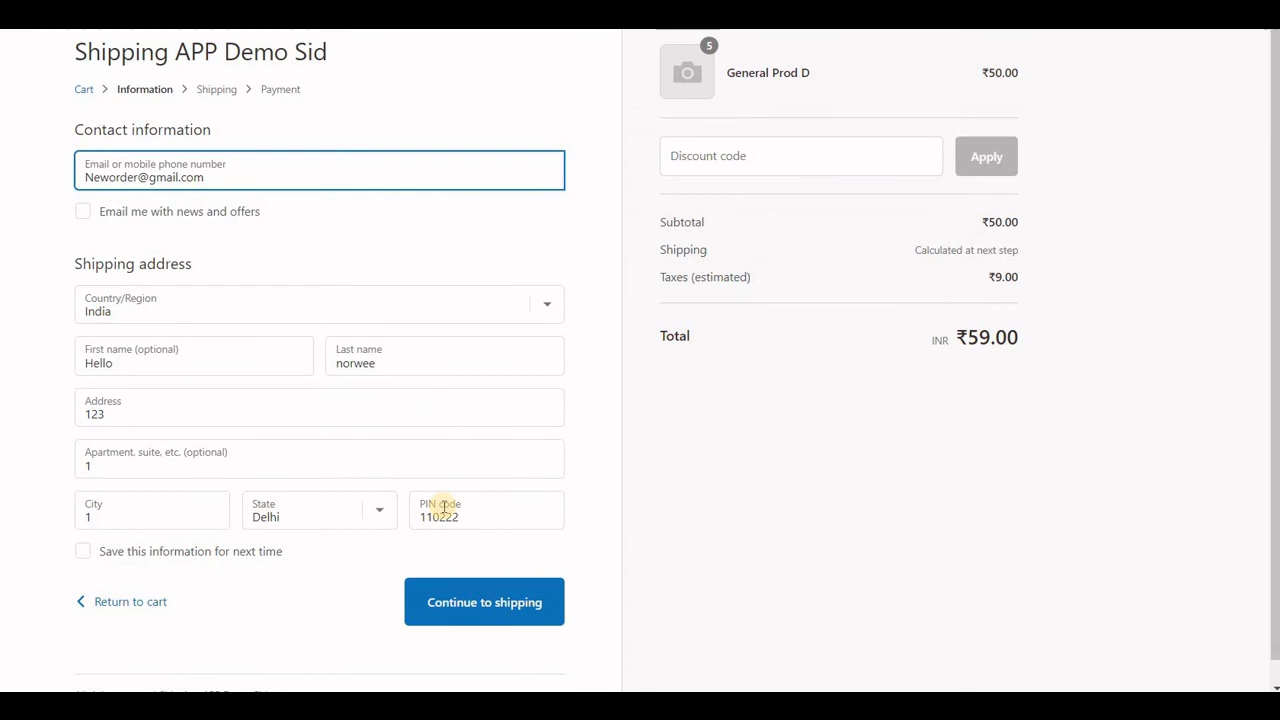 Shipping APP Demo Sid
Cart > Information > Shipping > Payment
Contact information
Email or mobile phone number
Neworder@gmail.com
Email me with news and offers
Shipping address
Country/Region
India
First name (optional)
Hello
Last name
norwee
Address
123
Apartment, suite, etc. (optional)
1
City
1
State
Delhi
PIN code
110222
Save this information for next time
Return to cart
Continue to shipping
5
General Prod D ₹50.00
Discount code
Apply
Subtotal ₹50.00
Shipping Calculated at next step
Taxes (estimated) ₹9.00
Total INR ₹59.00